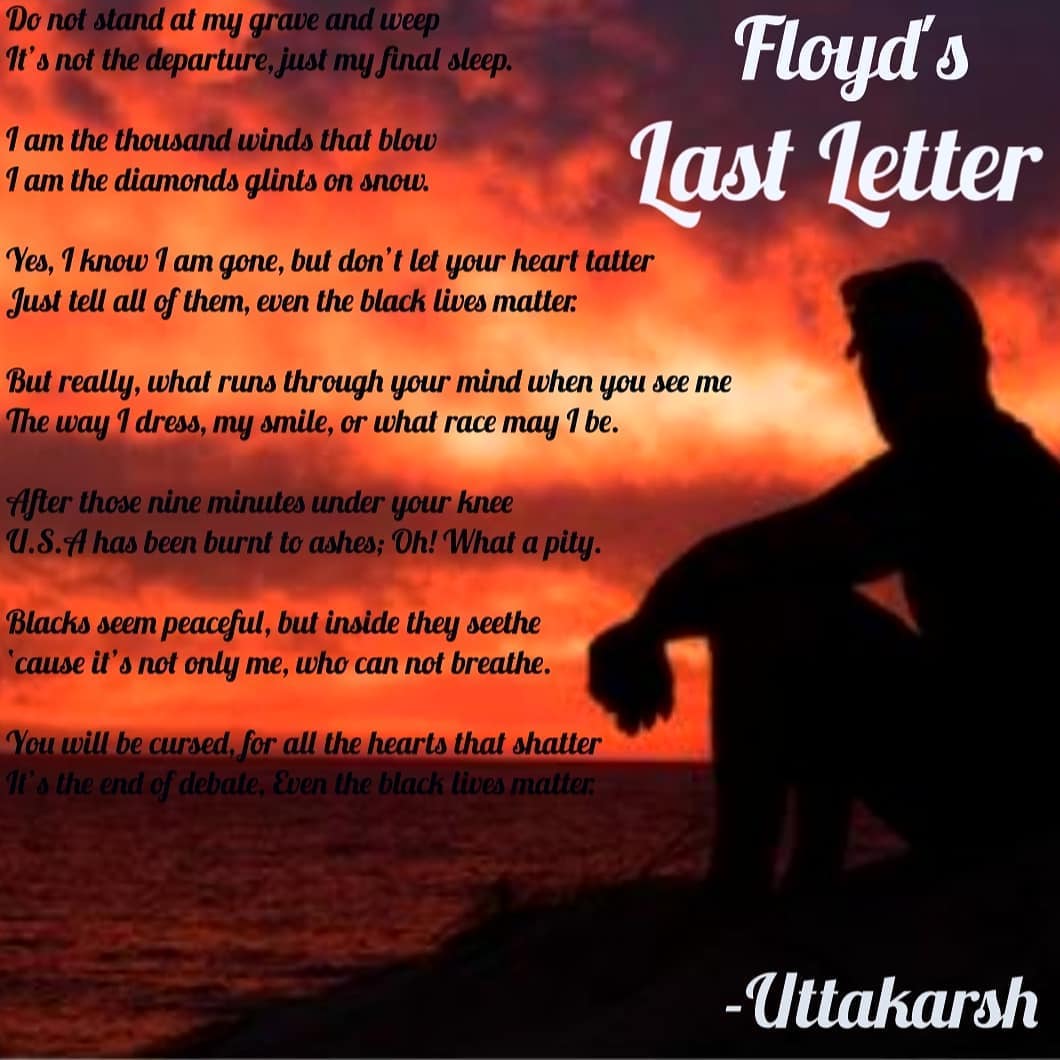 Floyd's
Last Letter
Do not stand at my grave and weep
It's not the departure, just my final sleep.
I am the thousand winds that blow
I am the diamonds glints on snow.
Yes, I know I am gone, but don't let your heart tatter
Just tell all of them, even the black lives matter.
But really, what runs through your mind when you see me
The way I dress, my smile, or what race may I be.
After those nine minutes under your knee
U.S.A has been burnt to ashes; Oh! What a pity.
Blacks seem peaceful, but inside they seethe
'cause it's not only me, who can not breathe.
You will be cursed, for all the hearts that shatter
It's the end of debate, Even the black lives matter.
-Uttakarsh